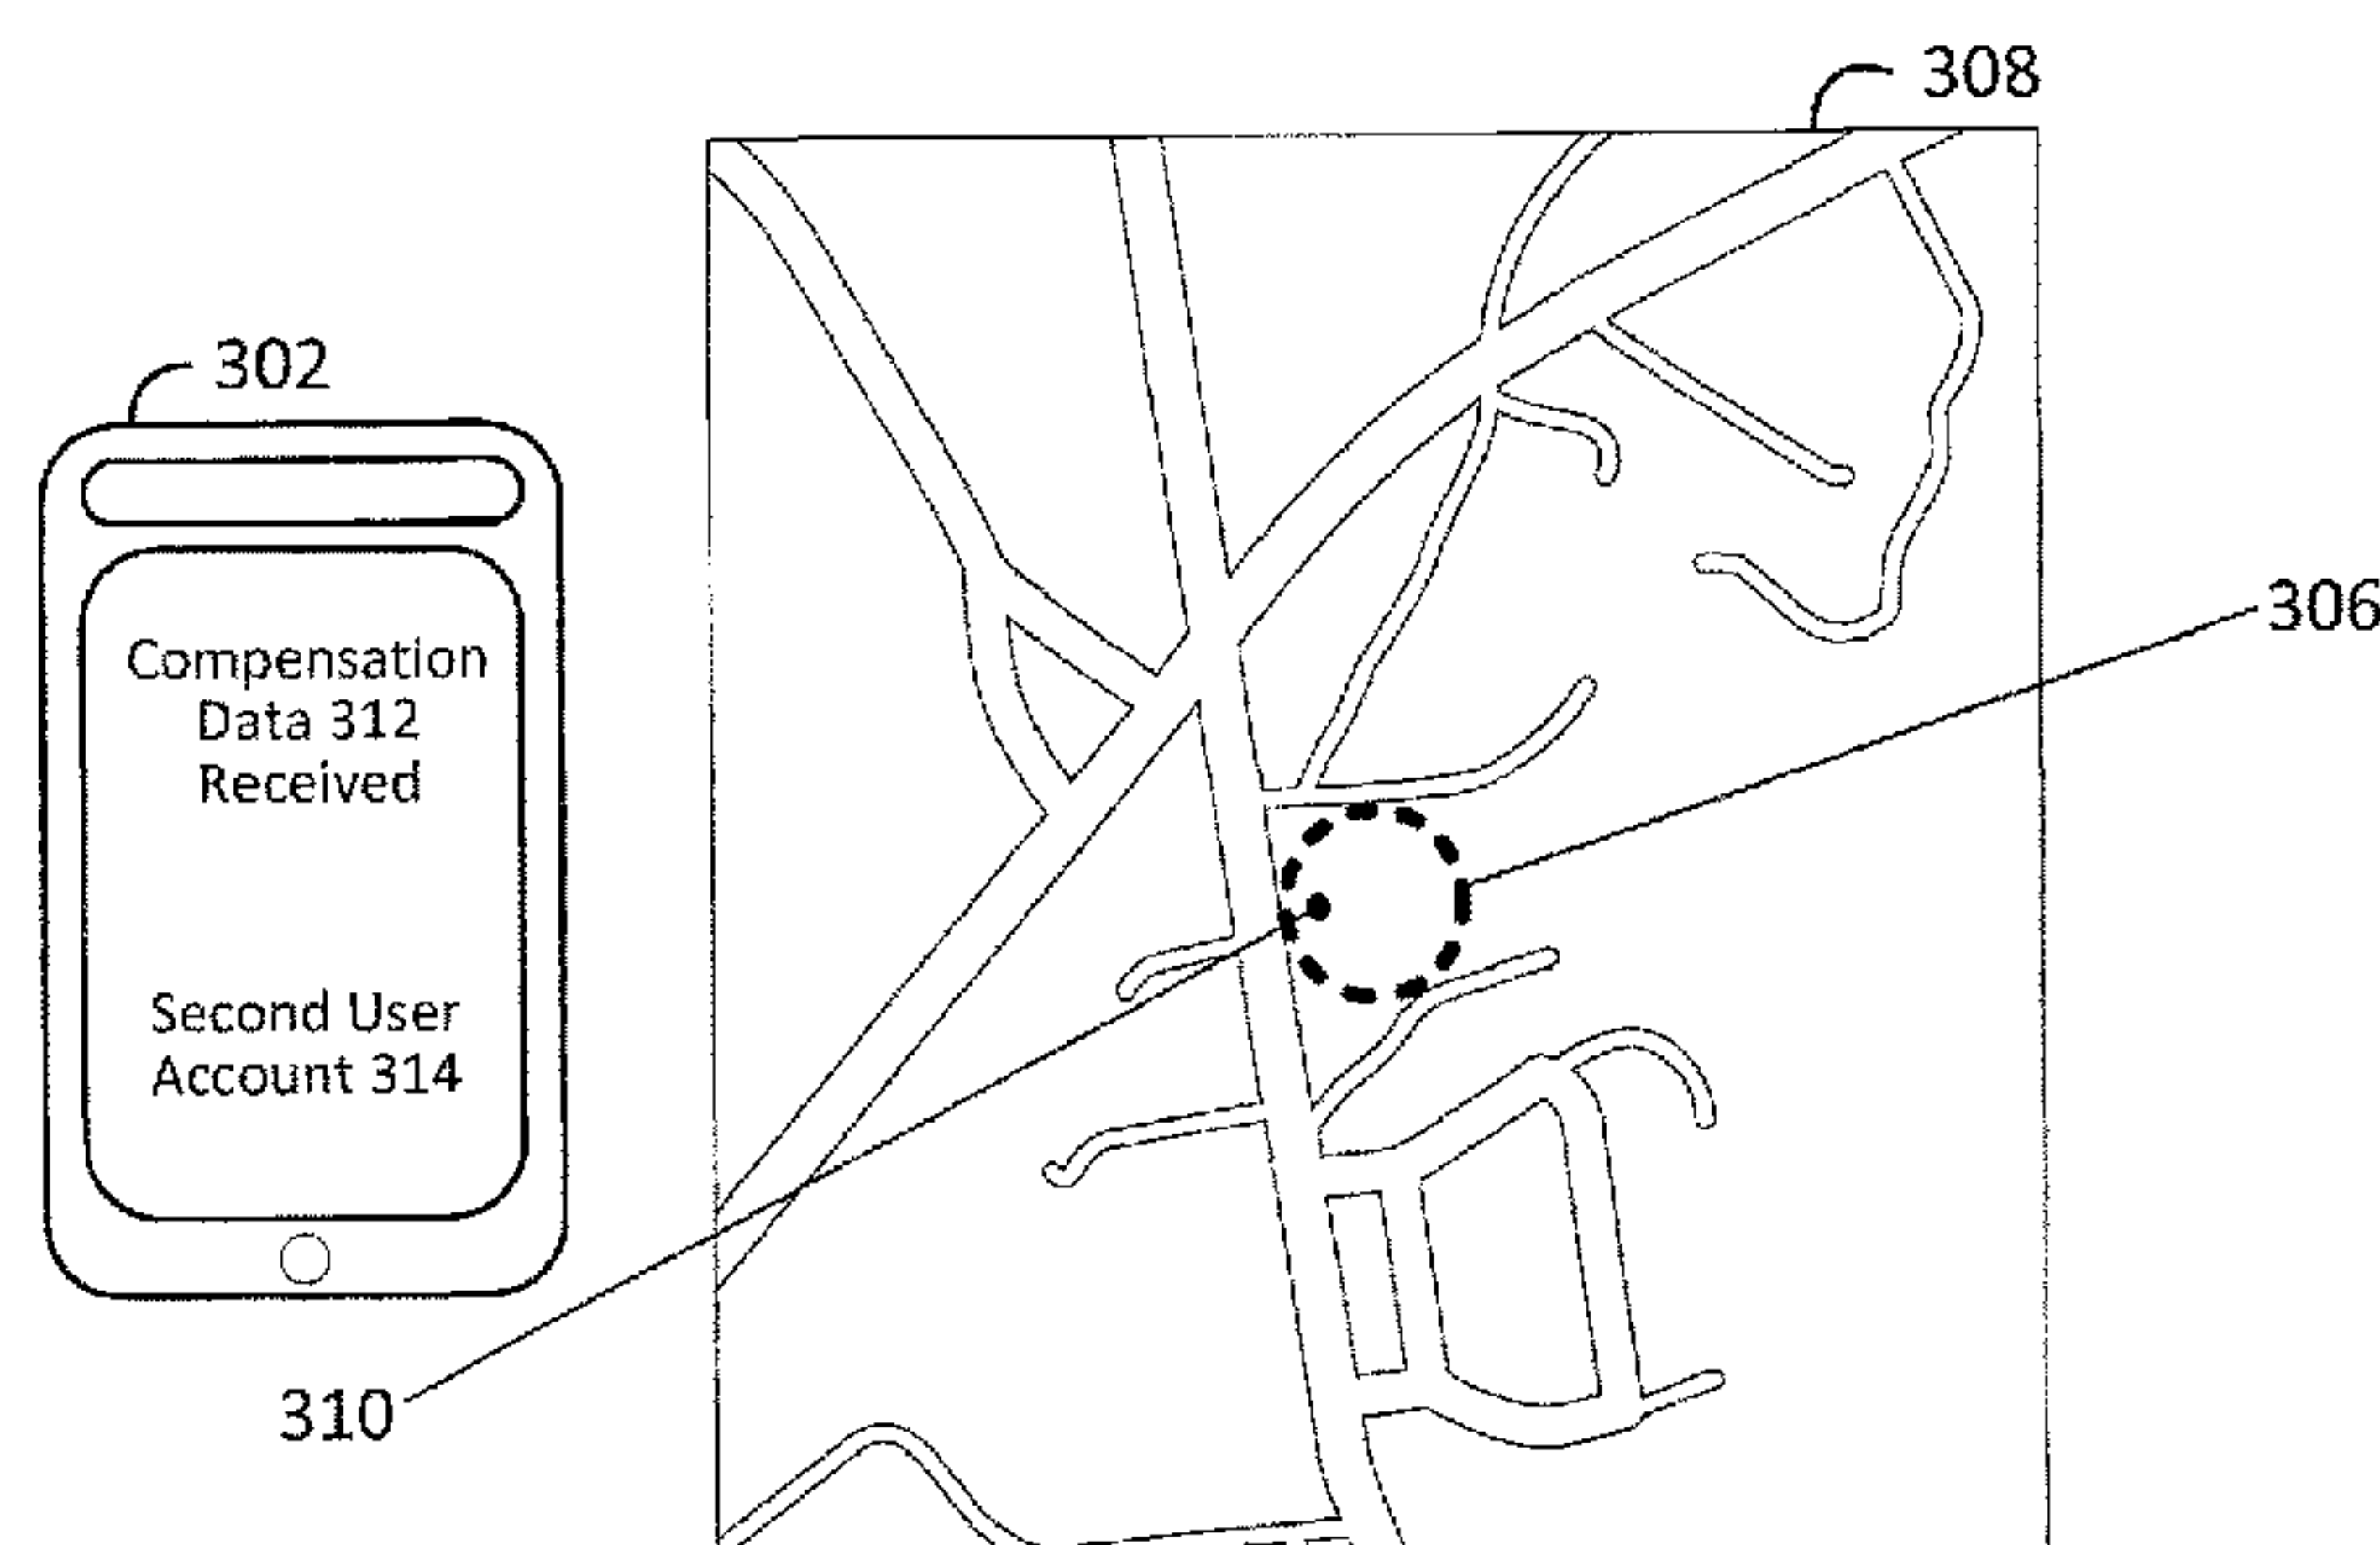 308
302
306
Compensation
Data 312
Received
Second User
Account 314
310